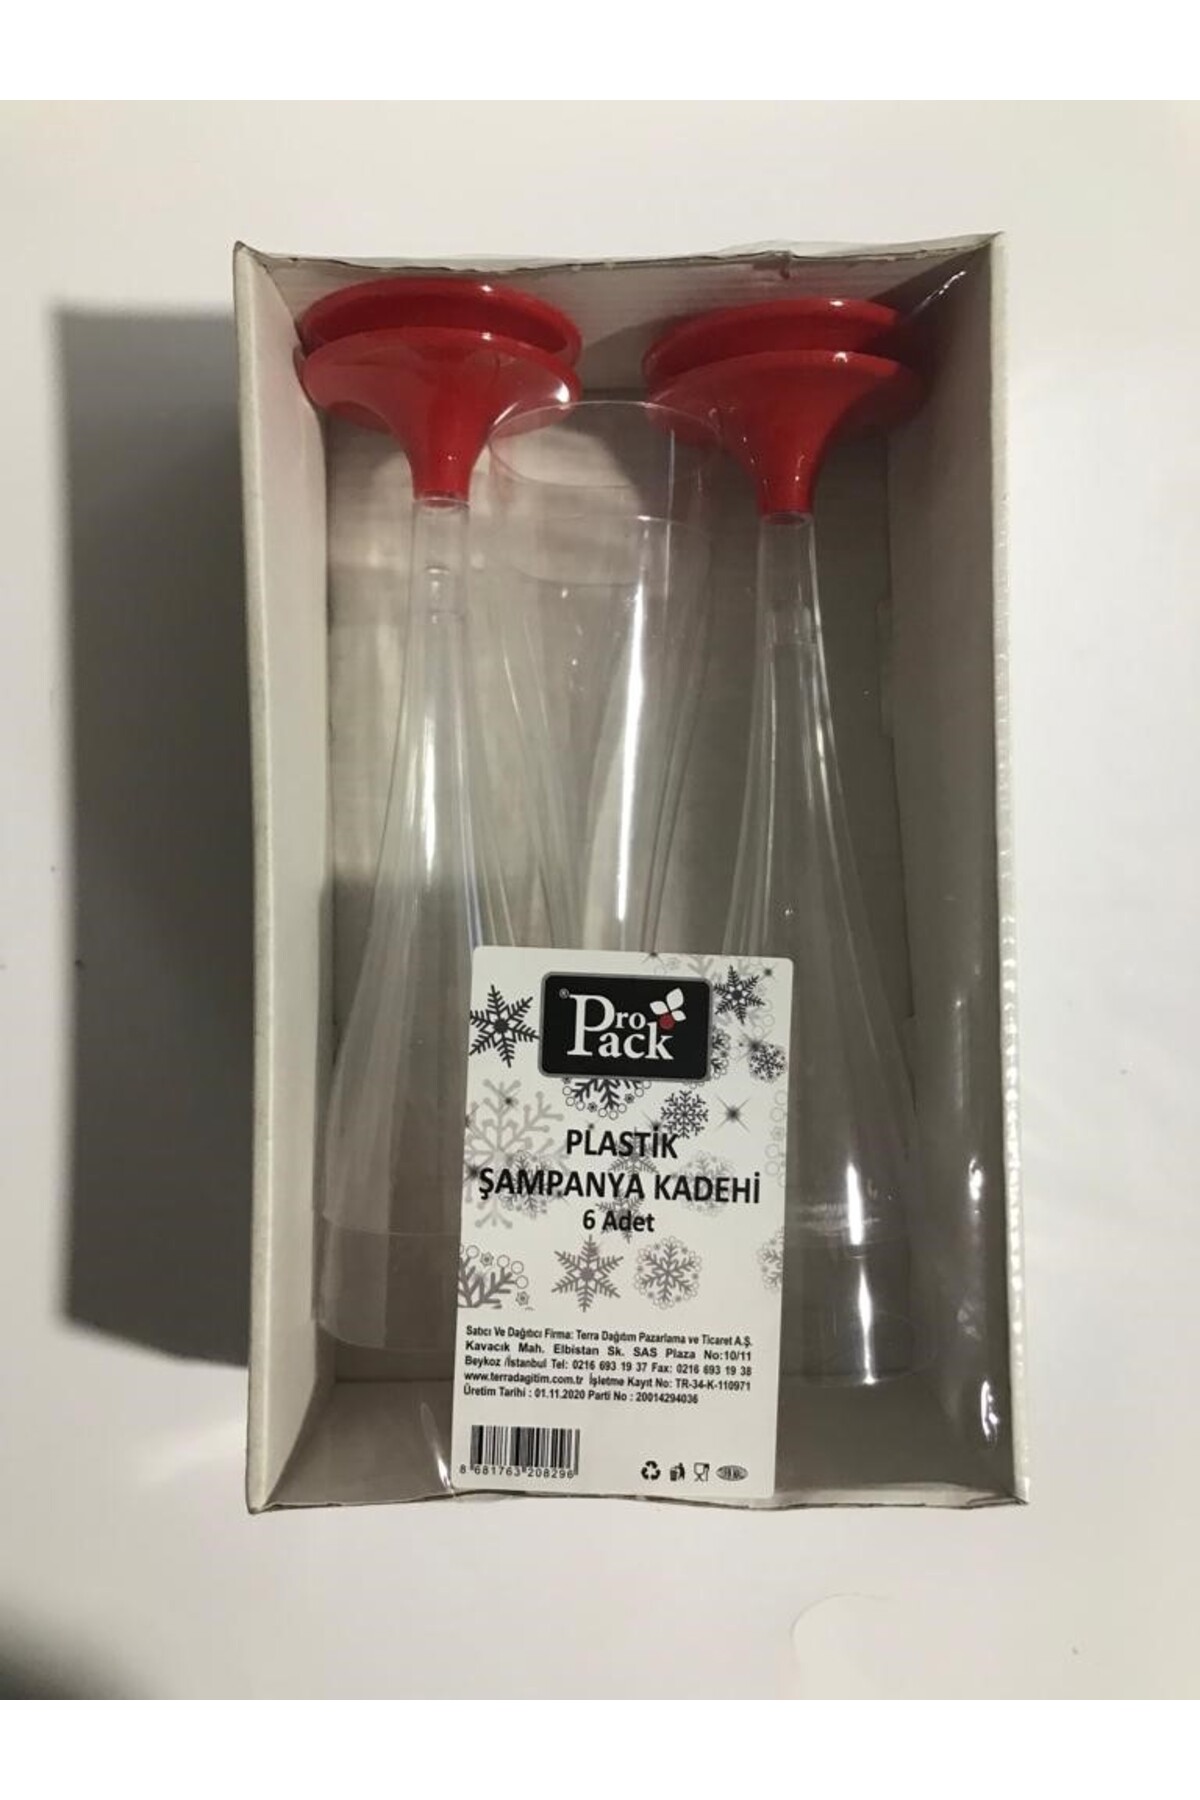 ® Pro
Pack
PLASTİK
ŞAMPANYA KADEHİ
6 Adet
Satıcı Ve Dağıtıcı Firma: Terra Dağıtım Pazarlama ve Ticaret A.Ş.
Kavacık Mah. Elbistan Sk. SAS Plaza No:10/11
Beykoz /İstanbul Tel: 0216 693 19 37 Fax: 0216 693 19 38
www.terradagitim.com.tr İşletme Kayıt No: TR-34-K-110971
Üretim Tarihi : 01.11.2020 Parti No : 20014294036
8 681763 208296